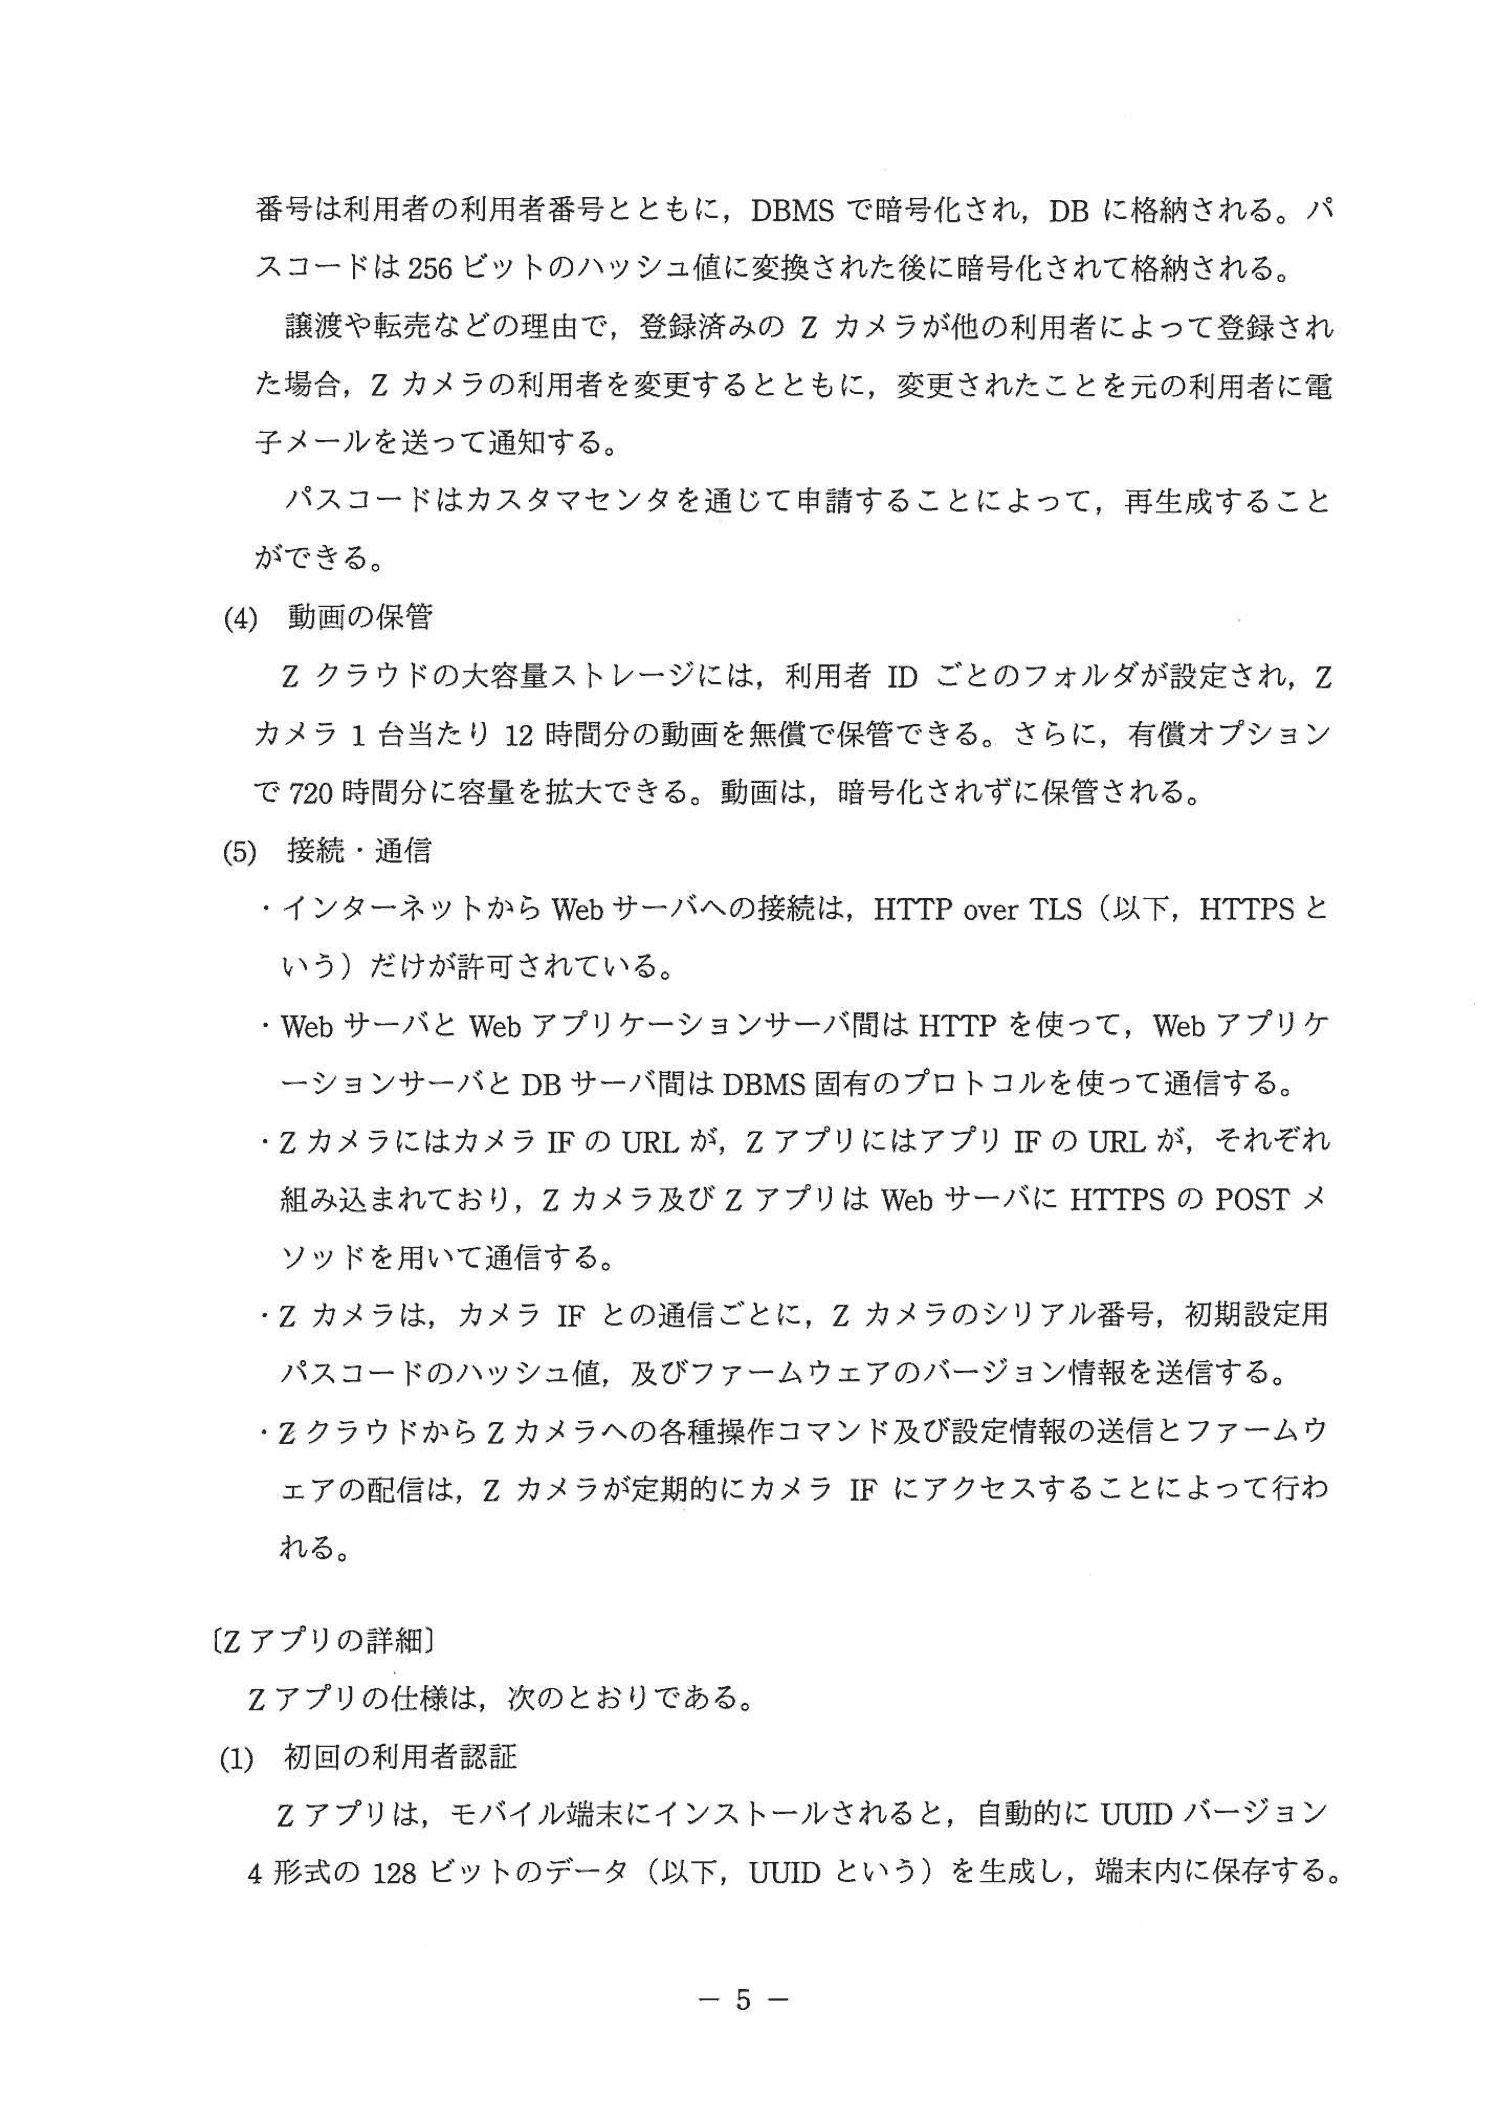 番号は利用者の利用者番号とともに，DBMS で暗号化され，DB に格納される。パ
スコードは 256 ビットのハッシュ値に変換された後に暗号化されて格納される。
譲渡や転売などの理由で，登録済みの Z カメラが他の利用者によって登録され
た場合，Z カメラの利用者を変更するとともに，変更されたことを元の利用者に電
子メールを送って通知する。
パスコードはカスタマセンタを通じて申請することによって，再生成すること
ができる。
(4) 動画の保管
Z クラウドの大容量ストレージには，利用者 ID ごとのフォルダが設定され，Z
カメラ 1 台当たり 12 時間分の動画を無償で保管できる。さらに，有償オプション
で 720 時間分に容量を拡大できる。動画は，暗号化されずに保管される。
(5) 接続・通信
・インターネットから Web サーバへの接続は，HTTP over TLS（以下，HTTPS と
いう）だけが許可されている。
・Web サーバと Web アプリケーションサーバ間は HTTP を使って，Web アプリケ
ーションサーバと DB サーバ間は DBMS 固有のプロトコルを使って通信する。
・Z カメラにはカメラ IF の URL が，Z アプリにはアプリ IF の URL が，それぞれ
組み込まれており，Z カメラ及び Z アプリは Web サーバに HTTPS の POST メ
ソッドを用いて通信する。
・Z カメラは，カメラ IF との通信ごとに，Z カメラのシリアル番号，初期設定用
パスコードのハッシュ値，及びファームウェアのバージョン情報を送信する。
・Z クラウドから Z カメラへの各種操作コマンド及び設定情報の送信とファームウ
ェアの配信は，Z カメラが定期的にカメラ IF にアクセスすることによって行わ
れる。
〔Z アプリの詳細〕
Z アプリの仕様は，次のとおりである。
(1) 初回の利用者認証
Z アプリは，モバイル端末にインストールされると，自動的に UUID バージョン
4 形式の 128 ビットのデータ（以下，UUID という）を生成し，端末内に保存する。
－ 5 －